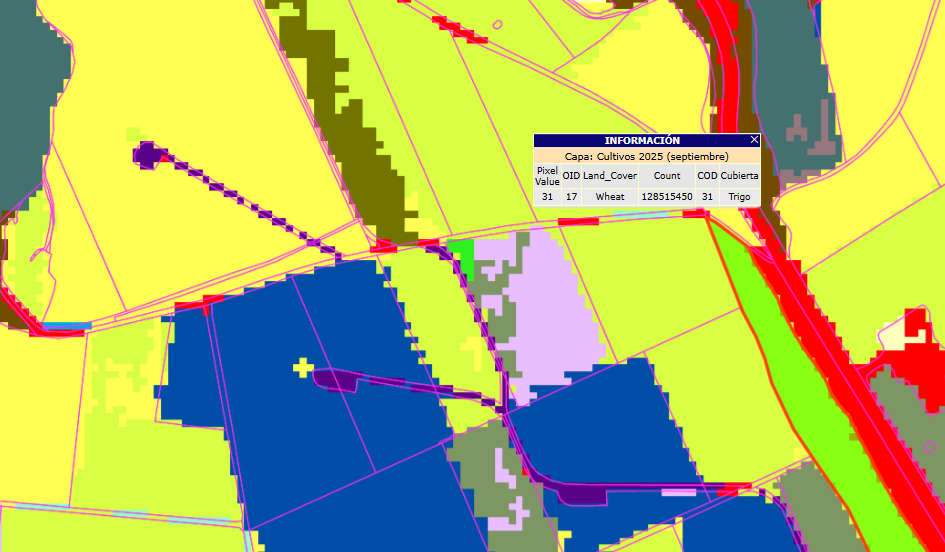 INFORMACIÓN
Capa: Cultivos 2025 (septiembre)
Pixel Value OID Land_Cover Count COD Cubierta
31 17 Wheat 128515450 31 Trigo